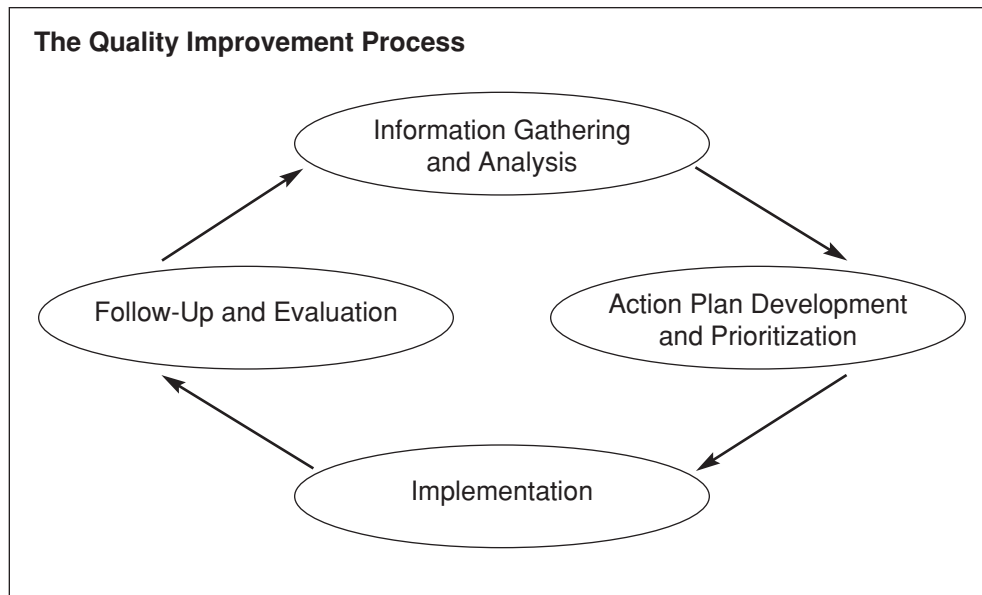 The Quality Improvement Process
Information Gathering
and Analysis
Follow-Up and Evaluation
Action Plan Development
and Prioritization
Implementation